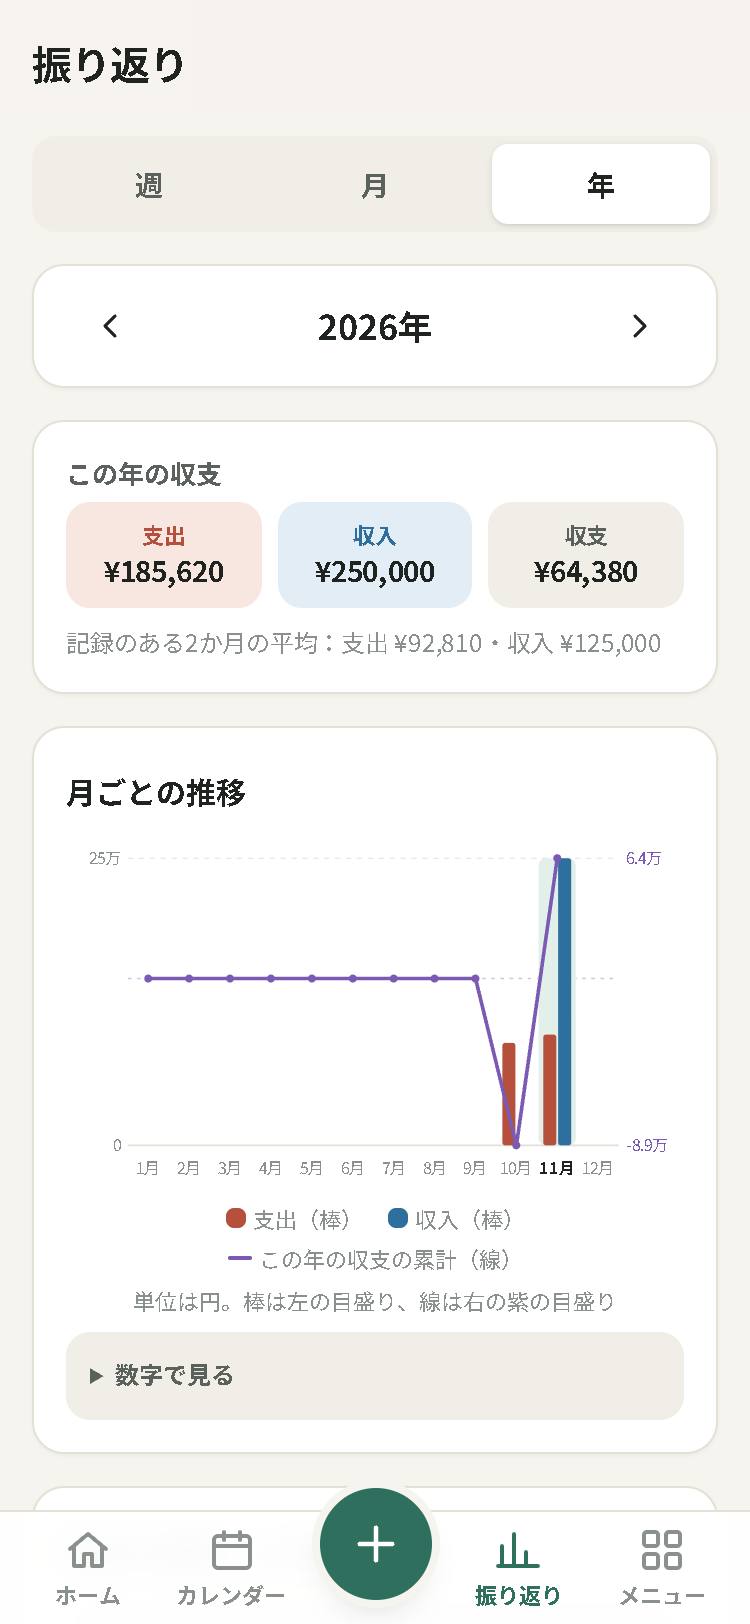 振り返り
週 月 年
2026年
この年の収支
支出 収入 収支
¥185,620 ¥250,000 ¥64,380
記録のある2か月の平均：支出 ¥92,810・収入 ¥125,000
月ごとの推移
25万 6.4万
0 -8.9万
1月 2月 3月 4月 5月 6月 7月 8月 9月 10月 11月 12月
支出（棒） 収入（棒）
この年の収支の累計（線）
単位は円。棒は左の目盛り、線は右の紫の目盛り
▶ 数字で見る
ホーム カレンダー 振り返り メニュー